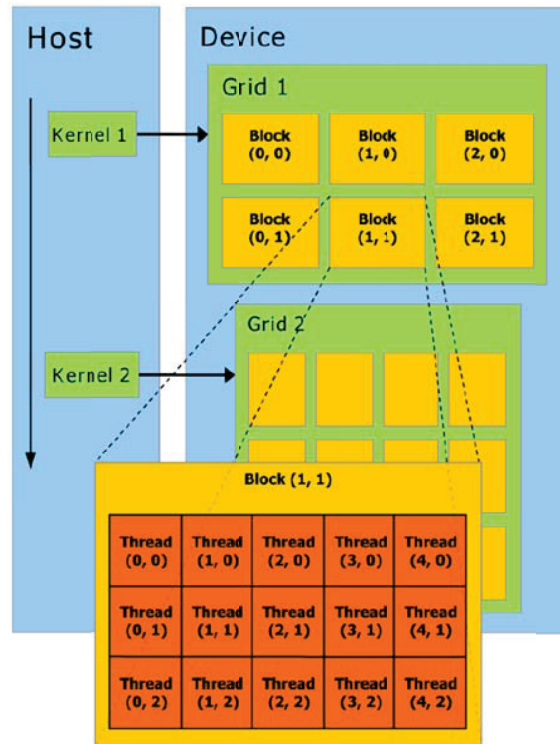 Host
Device
Grid 1
Kernel 1
Block Block Block
(0, 0) (1, 0) (2, 0)
Block Block Block
(0, 1) (1, 1) (2, 1)
Grid 2
Kernel 2
Block (1, 1)
Thread Thread Thread Thread Thread
(0, 0) (1, 0) (2, 0) (3, 0) (4, 0)
Thread Thread Thread Thread Thread
(0, 1) (1, 1) (2, 1) (3, 1) (4, 1)
Thread Thread Thread Thread Thread
(0, 2) (1, 2) (2, 2) (3, 2) (4, 2)